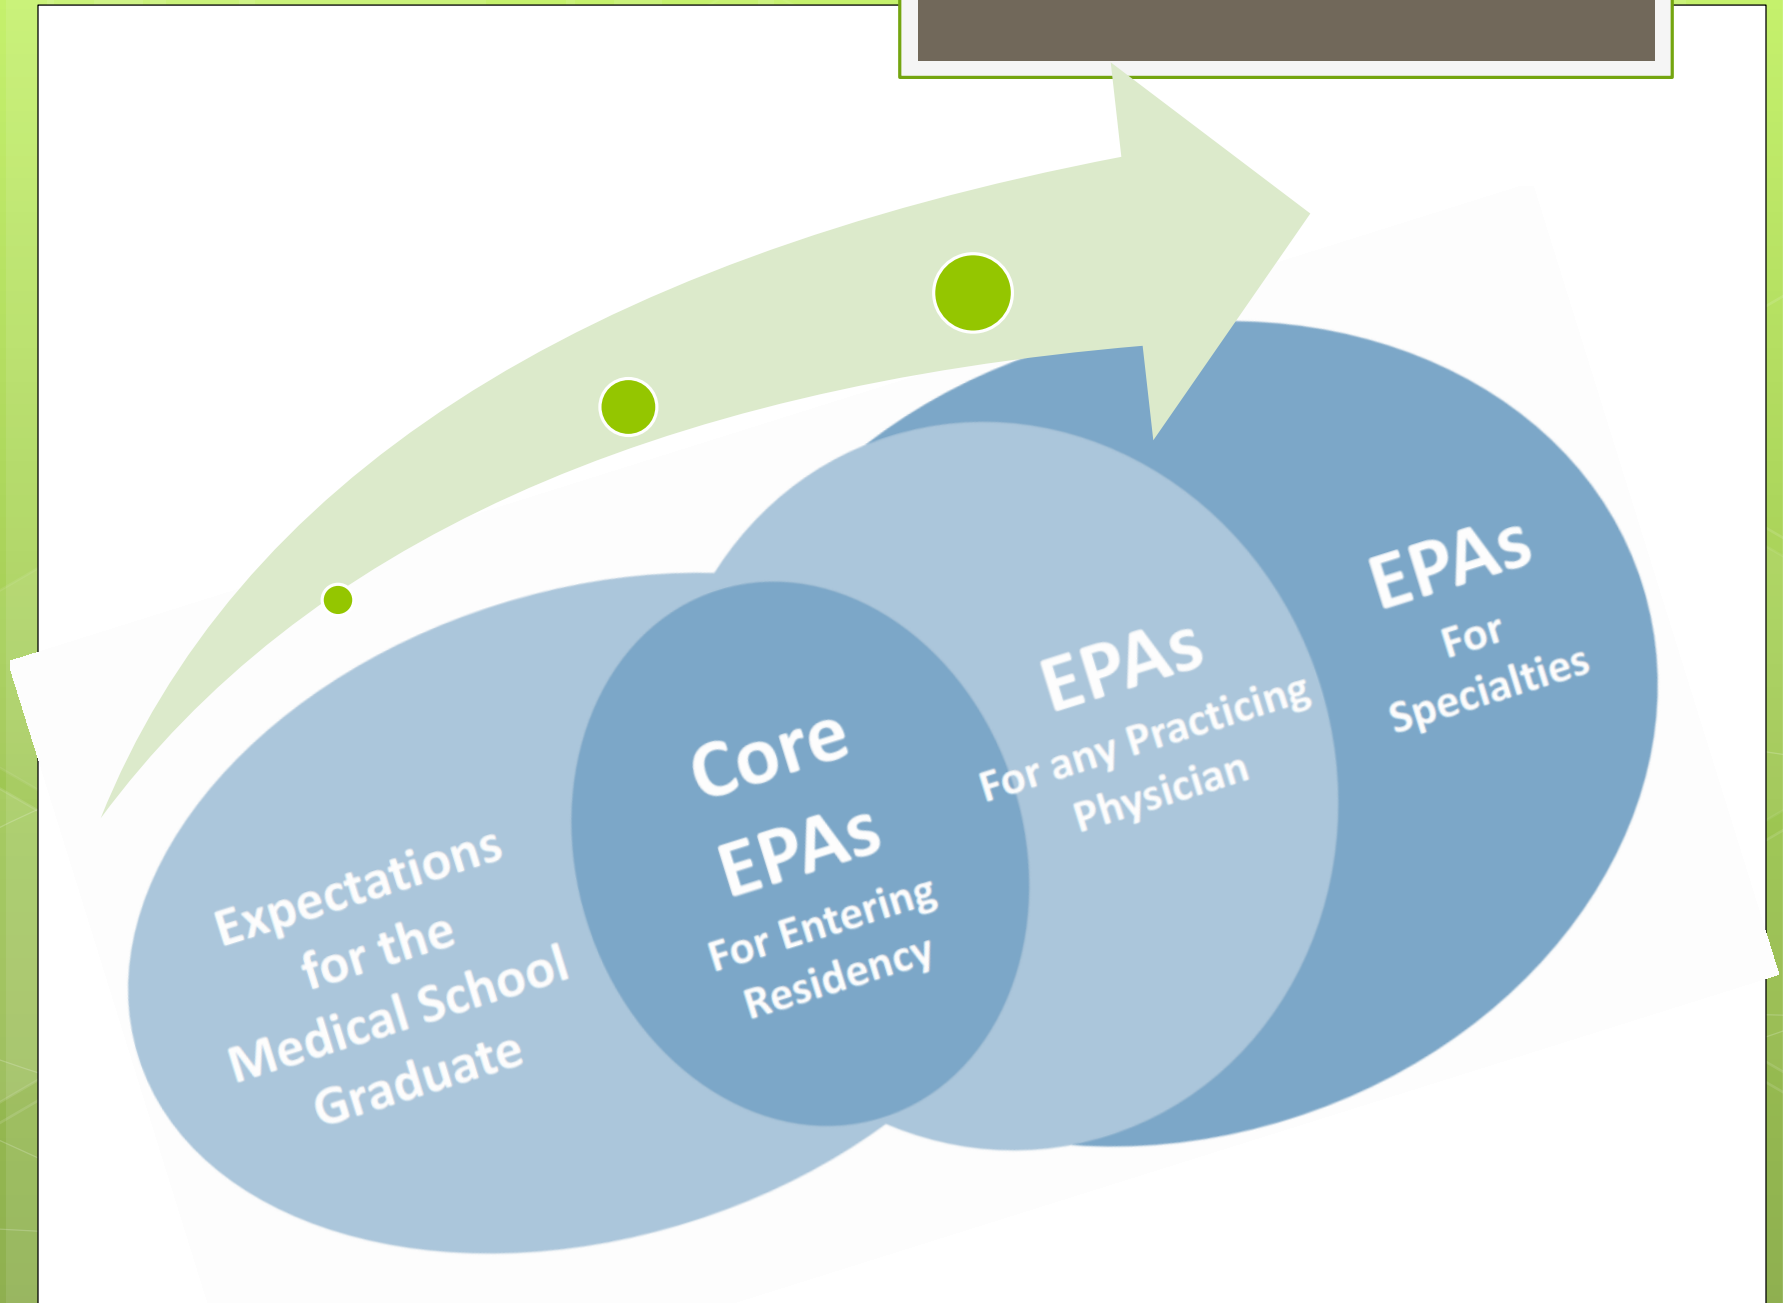 Expectations
for the
Medical School
Graduate
Core
EPAs
For Entering
Residency
EPAs
For any Practicing
Physician
EPAs
For
Specialties